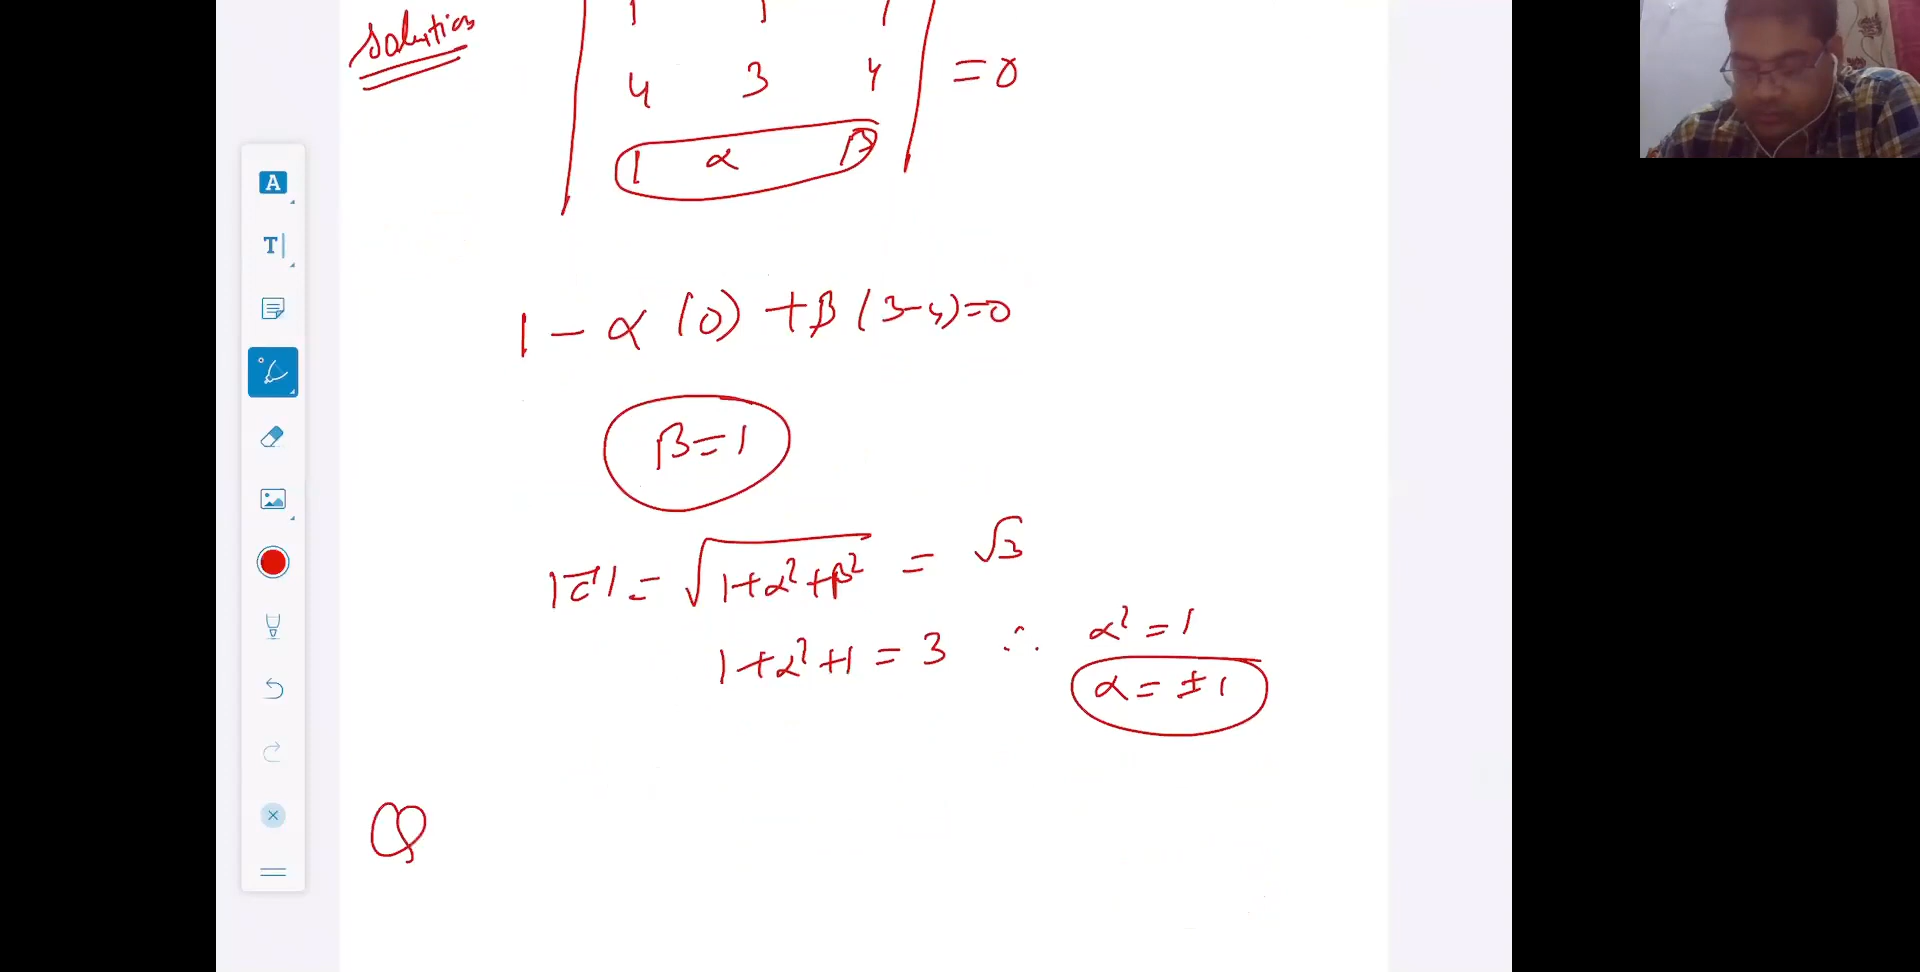 Solution
1 1 1
4 3 4 = 0
1 α β
1 - α (0) + β (3-4) = 0
β = 1
|c⃗| = √(1+α²+β²) = √3
1+α²+1 = 3 ∴ α² = 1
α = ±1
Q
A
T